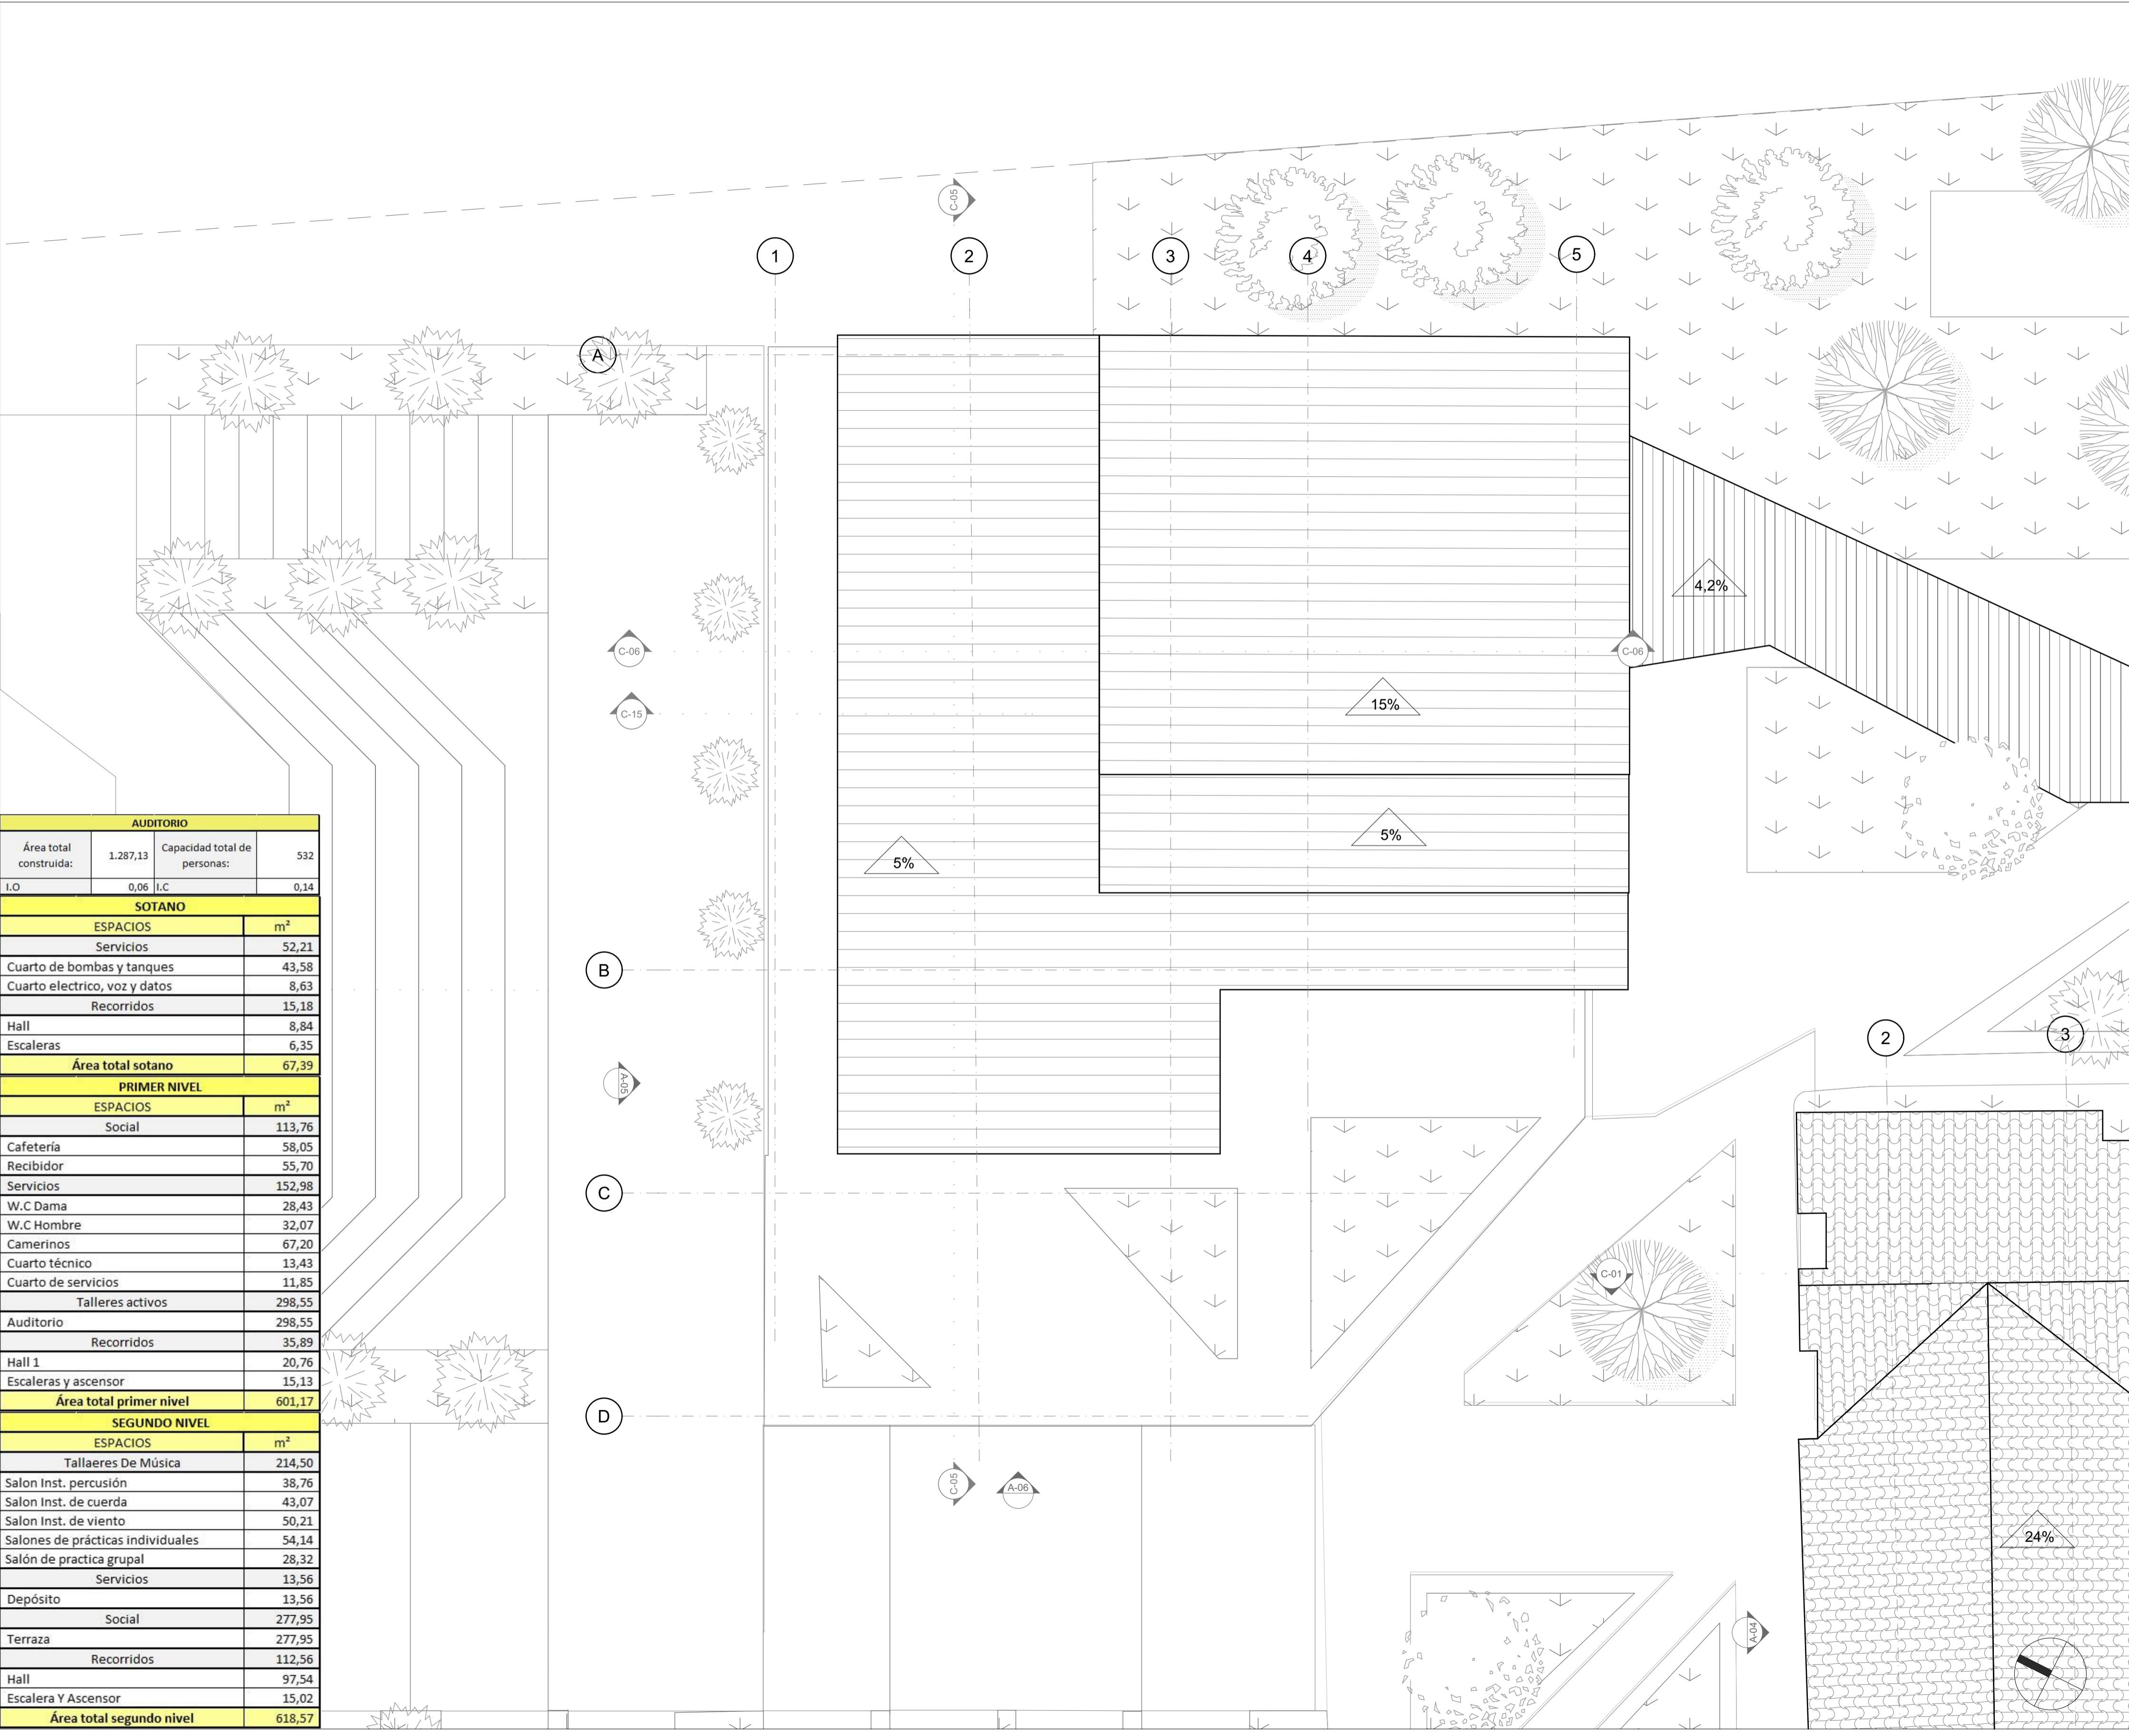 C-05
1
2
3
4
5
A
4,2%
C-06
C-06
15%
C-15
5%
5%
B
2
3
A-05
C
C-01
D
C-05
A-06
24%
A-04
AUDITORIO
Área total construida: 1.287,13 Capacidad total de personas: 532
I.O 0,06 I.C 0,14
SOTANO
ESPACIOS m²
Servicios 52,21
Cuarto de bombas y tanques 43,58
Cuarto electrico, voz y datos 8,63
Recorridos 15,18
Hall 8,84
Escaleras 6,35
Área total sotano 67,39
PRIMER NIVEL
ESPACIOS m²
Social 113,76
Cafetería 58,05
Recibidor 55,70
Servicios 152,98
W.C Dama 28,43
W.C Hombre 32,07
Camerinos 67,20
Cuarto técnico 13,43
Cuarto de servicios 11,85
Talleres activos 298,55
Auditorio 298,55
Recorridos 35,89
Hall 1 20,76
Escaleras y ascensor 15,13
Área total primer nivel 601,17
SEGUNDO NIVEL
ESPACIOS m²
Tallaeres De Música 214,50
Salon Inst. percusión 38,76
Salon Inst. de cuerda 43,07
Salon Inst. de viento 50,21
Salones de prácticas individuales 54,14
Salón de practica grupal 28,32
Servicios 13,56
Depósito 13,56
Social 277,95
Terraza 277,95
Recorridos 112,56
Hall 97,54
Escalera Y Ascensor 15,02
Área total segundo nivel 618,57